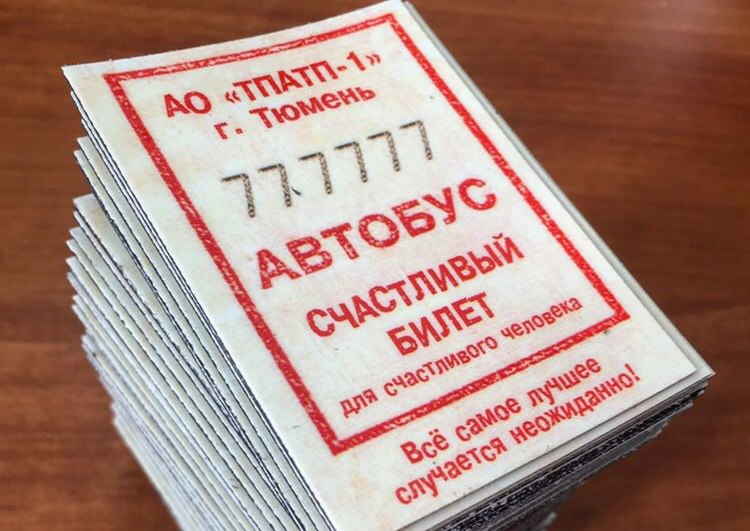 АО «ТПАТП-1»
г. Тюмень
777777
АВТОБУС
СЧАСТЛИВЫЙ
БИЛЕТ
для счастливого человека
Всё самое лучшее
случается неожиданно!